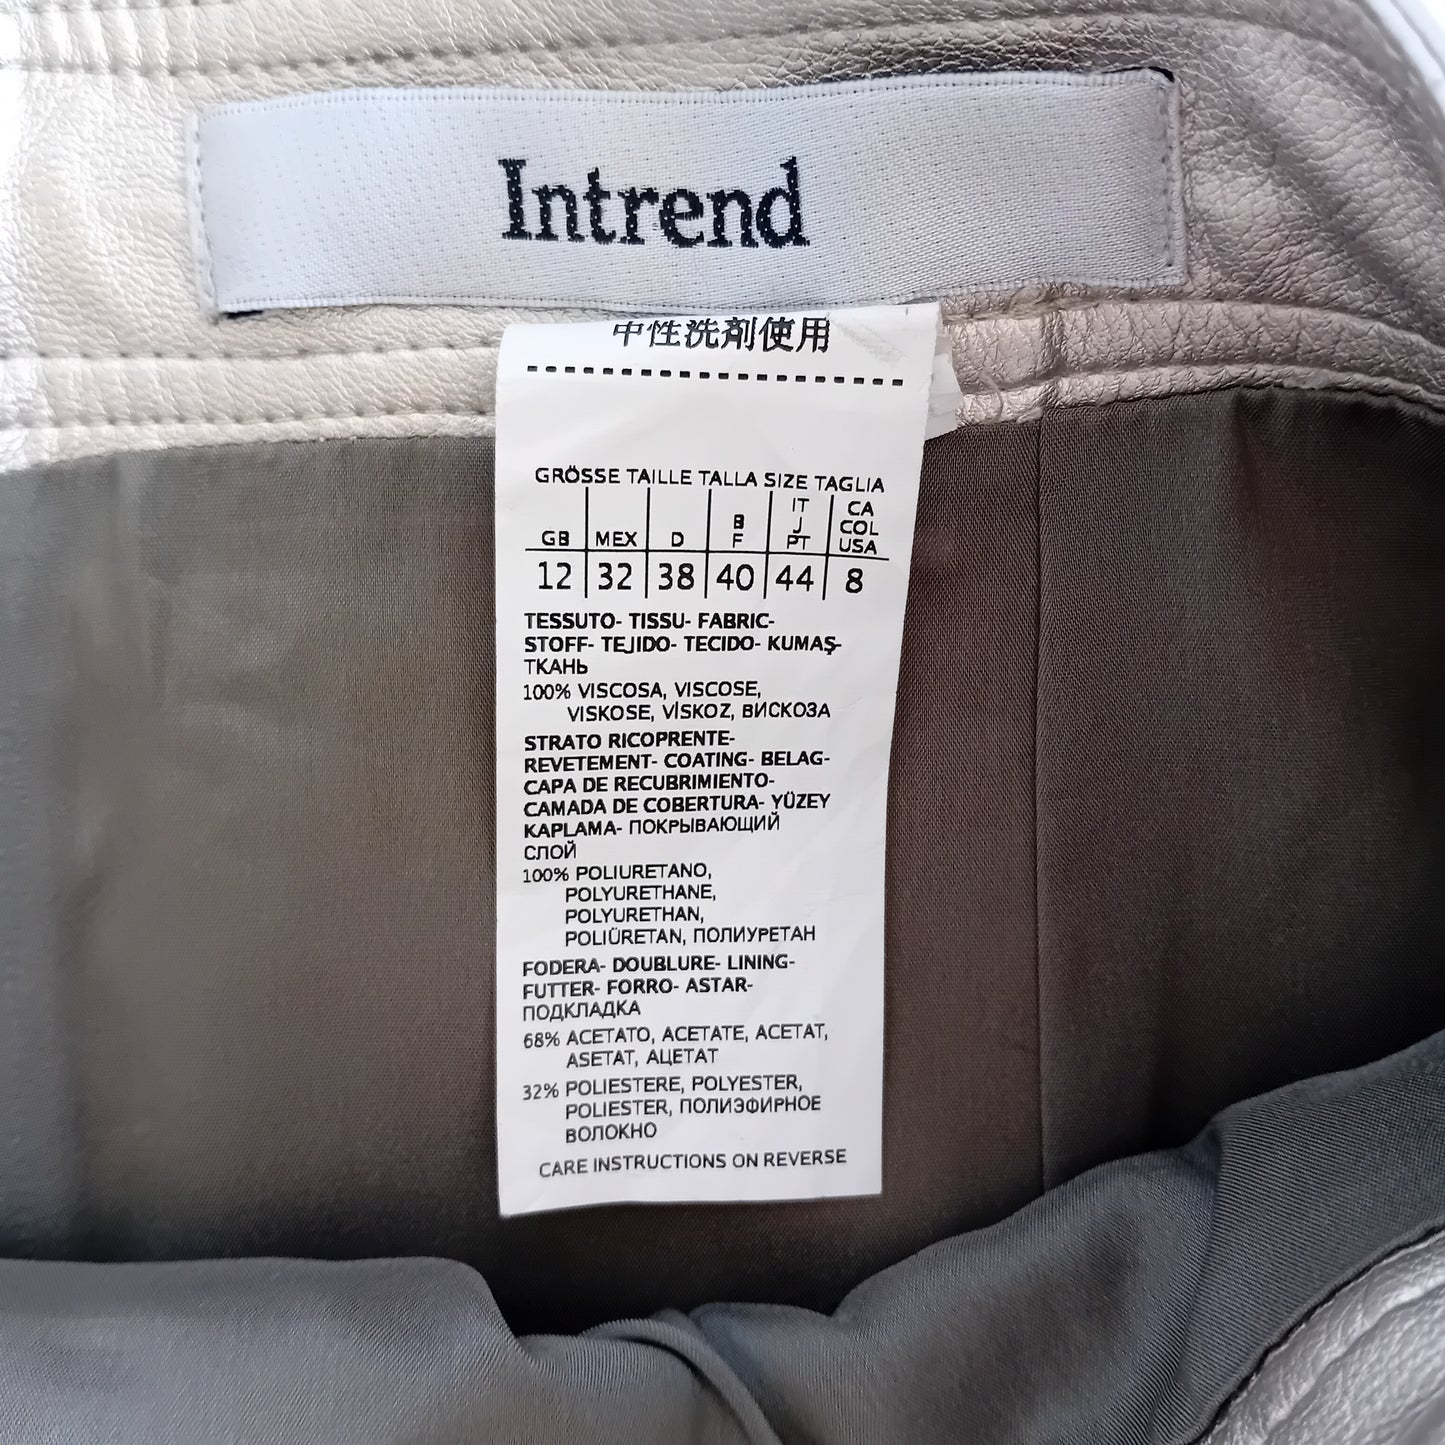 Intrend
中性洗剤使用
GRÖSSE TAILLE TALLA SIZE TAGLIA
GB MEX D B F IT J PT CA COL USA
12 32 38 40 44 8
TESSUTO- TISSU- FABRIC-
STOFF- TEJIDO- TECIDO- KUMAŞ-
ТКАНЬ
100% VISCOSA, VISCOSE,
VISKOSE, VİSKOZ, ВИСКОЗА
STRATO RICOPRENTE-
REVETEMENT- COATING- BELAG-
CAPA DE RECUBRIMIENTO-
CAMADA DE COBERTURA- YÜZEY
KAPLAMA- ПОКРЫВАЮЩИЙ
СЛОЙ
100% POLIURETANO,
POLYURETHANE,
POLYURETHAN,
POLIÜRETAN, ПОЛИУРЕТАН
FODERA- DOUBLURE- LINING-
FUTTER- FORRO- ASTAR-
ПОДКЛАДКА
68% ACETATO, ACETATE, ACETAT,
ASETAT, АЦЕТАТ
32% POLIESTERE, POLYESTER,
POLIESTER, ПОЛИЭФИРНОЕ
ВОЛОКНО
CARE INSTRUCTIONS ON REVERSE